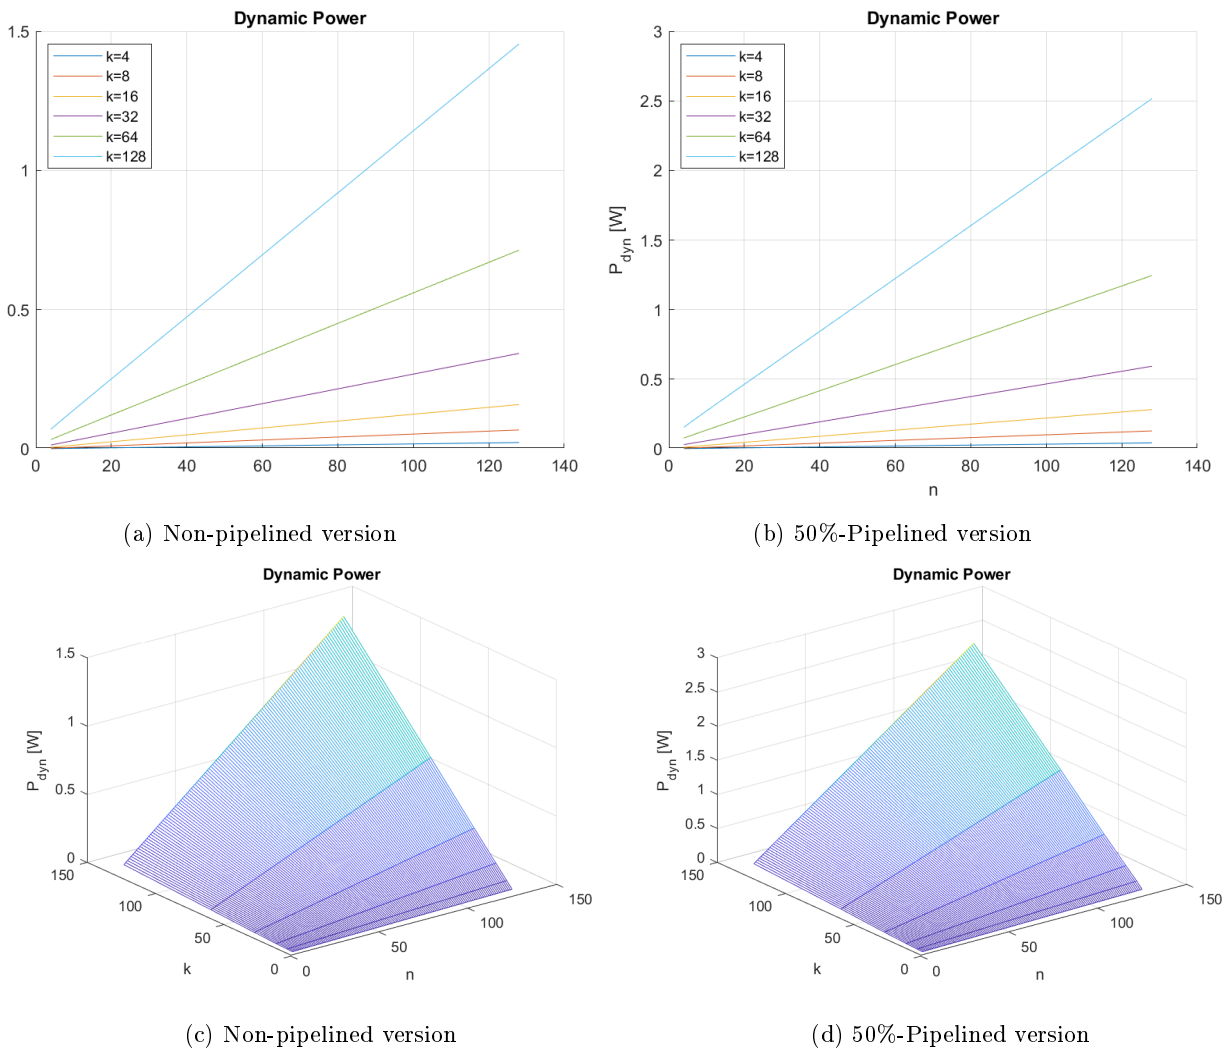 Dynamic Power
1.5
1
0.5
0
0 20 40 60 80 100 120 140
k=4
k=8
k=16
k=32
k=64
k=128
(a) Non-pipelined version
Dynamic Power
3
2.5
2
1.5
1
0.5
0
P_dyn [W]
0 20 40 60 80 100 120 140
n
k=4
k=8
k=16
k=32
k=64
k=128
(b) 50%-Pipelined version
Dynamic Power
1.5
1
0.5
0
P_dyn [W]
150
100
50
0
k
0
50
100
150
n
(c) Non-pipelined version
Dynamic Power
3
2.5
2
1.5
1
0.5
0
P_dyn [W]
150
100
50
0
k
0
50
100
150
n
(d) 50%-Pipelined version